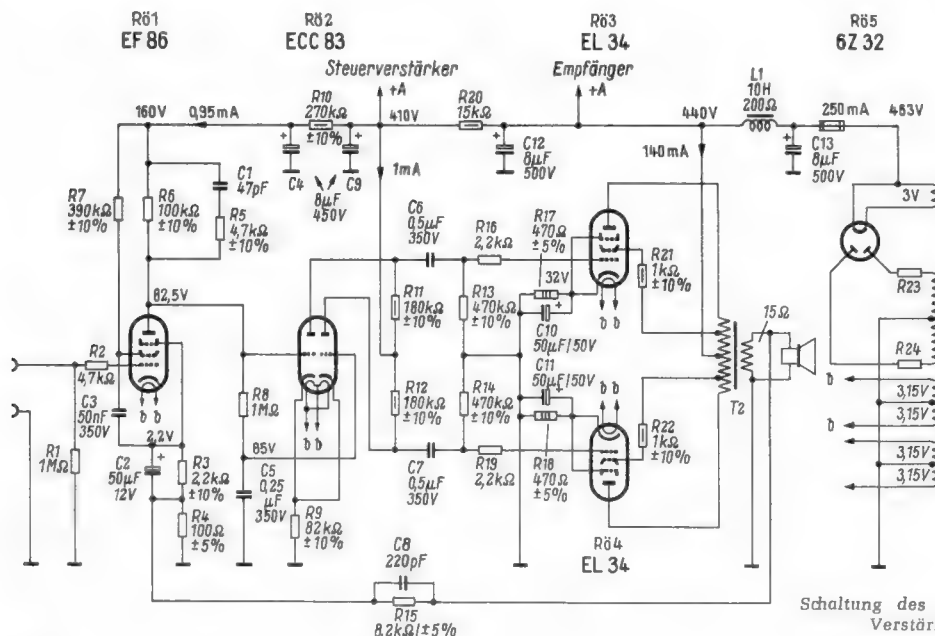 Rö1
EF 86
Rö2
ECC 83
Rö3
EL 34
Rö5
6Z 32
Steuerverstärker
+A
Empfänger
+A
L1
10H
200Ω
160V
0,95mA
R10
270kΩ
±10%
410V
R20
15kΩ
440V
250mA
463V
C4
C9
8µF
450V
1mA
C12
8µF
500V
140mA
C13
8µF
500V
3V
R7
390kΩ
±10%
R6
100kΩ
±10%
C1
47pF
R5
4,7kΩ
±10%
C6
0,5µF
350V
R16
2,2kΩ
R17
470Ω
±5%
32V
R21
1kΩ
±10%
R23
82,5V
R11
180kΩ
±10%
R13
470kΩ
±10%
C10
50µF/50V
b b
15Ω
R2
4,7kΩ
b b
C11
50µF/50V
b b
R24
b
3,15V
3,15V
b
3,15V
3,15V
C3
50nF
350V
R8
1MΩ
b b
R12
180kΩ
±10%
R14
470kΩ
±10%
T2
R1
1MΩ
2,2V
C2
50µF
12V
R3
2,2kΩ
±10%
R4
100Ω
±5%
85V
C5
0,25
µF
350V
R9
82kΩ
±10%
C7
0,5µF
350V
R19
2,2kΩ
R18
470Ω
±5%
R22
1kΩ
±10%
Rö4
EL 34
C8
220pF
R15
8,2kΩ/±5%
Schaltung des
Verstär